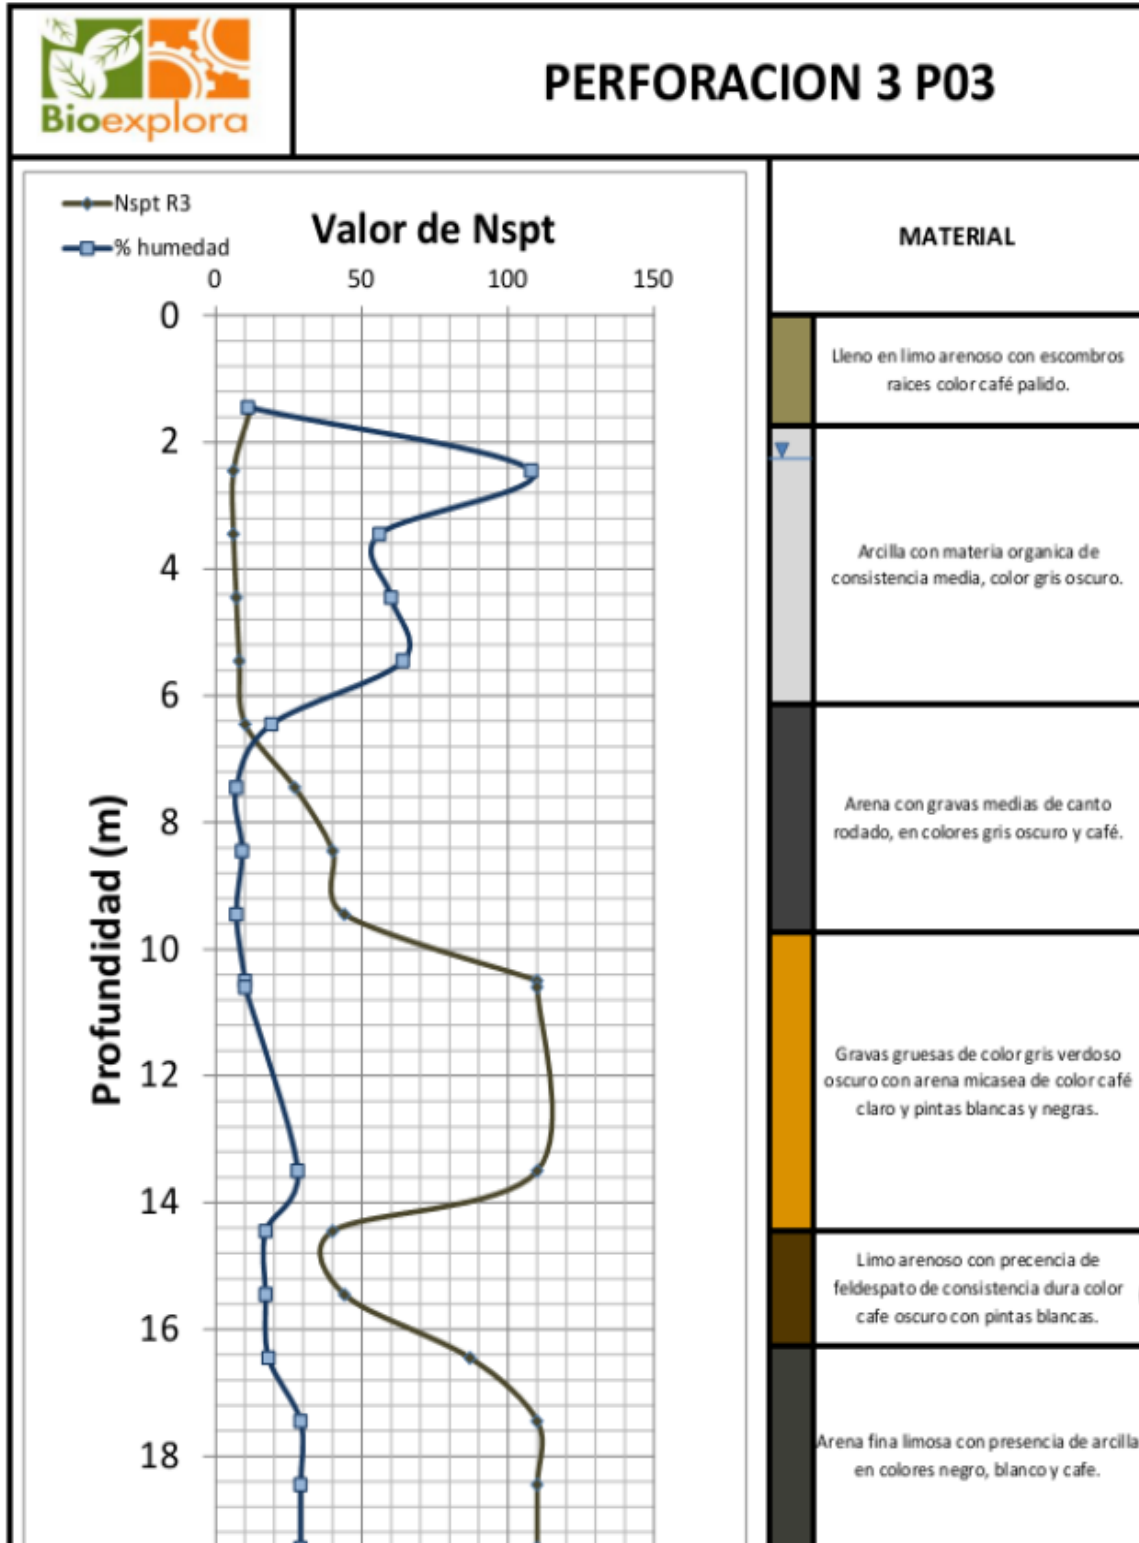 Bioexplora
PERFORACION 3 P03
Nspt R3
% humedad
Valor de Nspt
0 50 100 150
Profundidad (m)
0
2
4
6
8
10
12
14
16
18
MATERIAL
Lleno en limo arenoso con escombros
raices color café palido.
Arcilla con materia organica de
consistencia media, color gris oscuro.
Arena con gravas medias de canto
rodado, en colores gris oscuro y café.
Gravas gruesas de color gris verdoso
oscuro con arena micasea de color café
claro y pintas blancas y negras.
Limo arenoso con precencia de
feldespato de consistencia dura color
cafe oscuro con pintas blancas.
Arena fina limosa con presencia de arcilla
en colores negro, blanco y cafe.